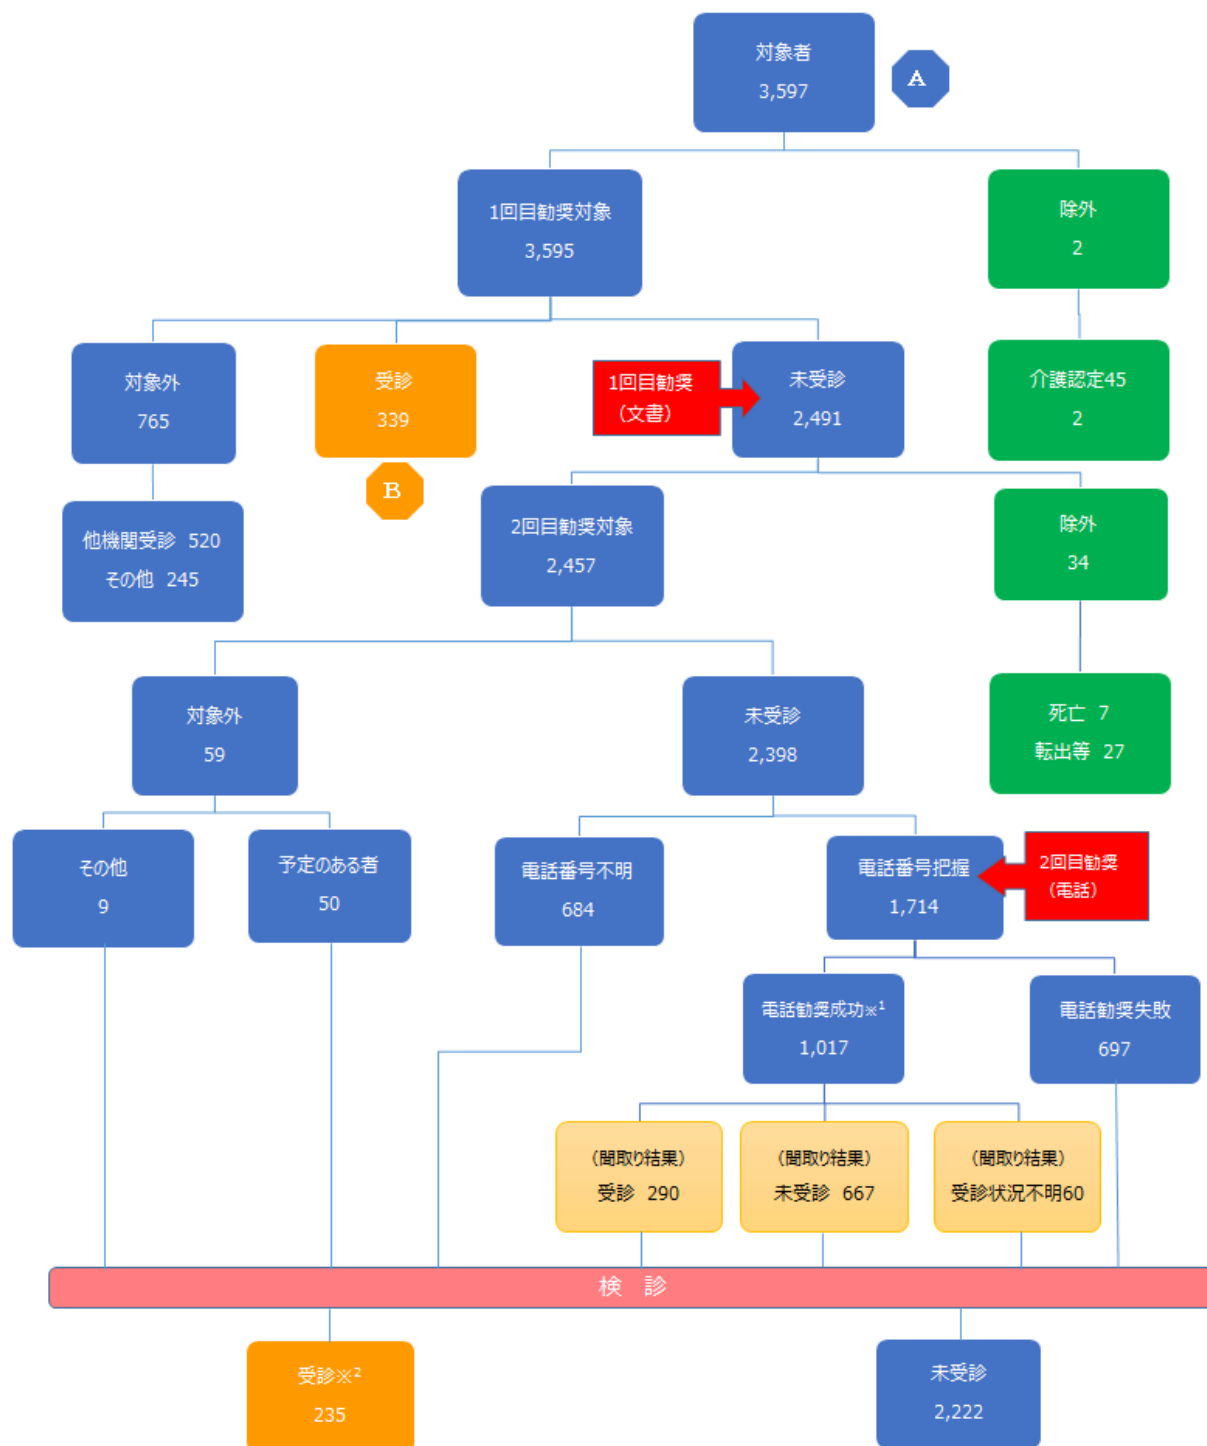 対象者
3,597
A
1回目勧奨対象
3,595
除外
2
対象外
765
受診
339
B
1回目勧奨
（文書）
未受診
2,491
介護認定45
2
他機関受診 520
その他 245
2回目勧奨対象
2,457
除外
34
対象外
59
未受診
2,398
死亡 7
転出等 27
その他
9
予定のある者
50
電話番号不明
684
電話番号把握
1,714
2回目勧奨
（電話）
電話勧奨成功※1
1,017
電話勧奨失敗
697
（聞取り結果）
受診 290
（聞取り結果）
未受診 667
（聞取り結果）
受診状況不明60
検 診
受診※2
235
未受診
2,222